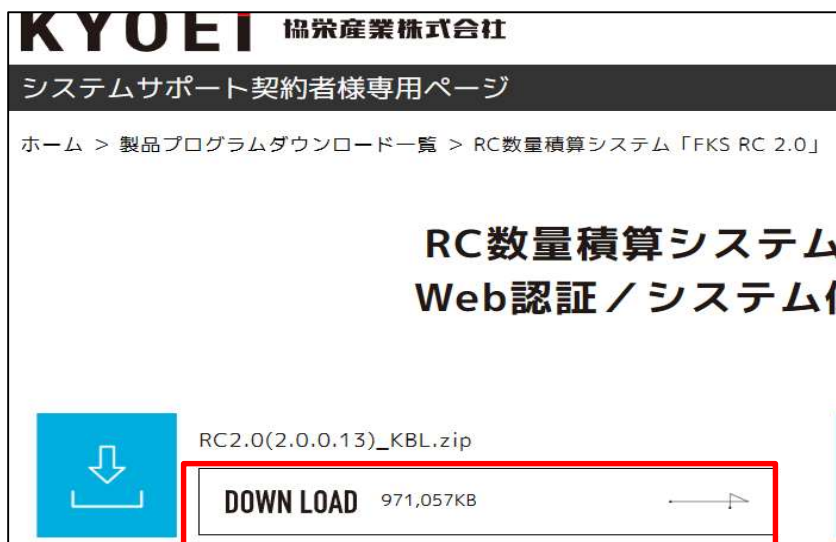 KYOEI 協栄産業株式会社
システムサポート契約者様専用ページ
ホーム > 製品プログラムダウンロード一覧 > RC数量積算システム「FKS RC 2.0」
RC数量積算システム
Web認証／システム
RC2.0(2.0.0.13)_KBL.zip
DOWN LOAD 971,057KB